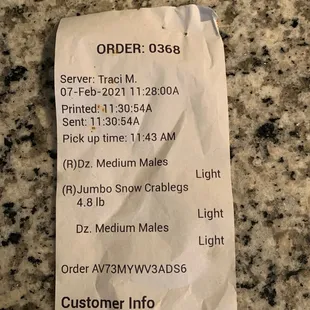 ORDER: 0368
Server: Traci M.
07-Feb-2021 11:28:00A
Printed: 11:30:54A
Sent: 11:30:54A
Pick up time: 11:43 AM
(R)Dz. Medium Males
Light
(R)Jumbo Snow Crablegs
4.8 lb
Light
Dz. Medium Males
Light
Order AV73MYWV3ADS6
Customer Info